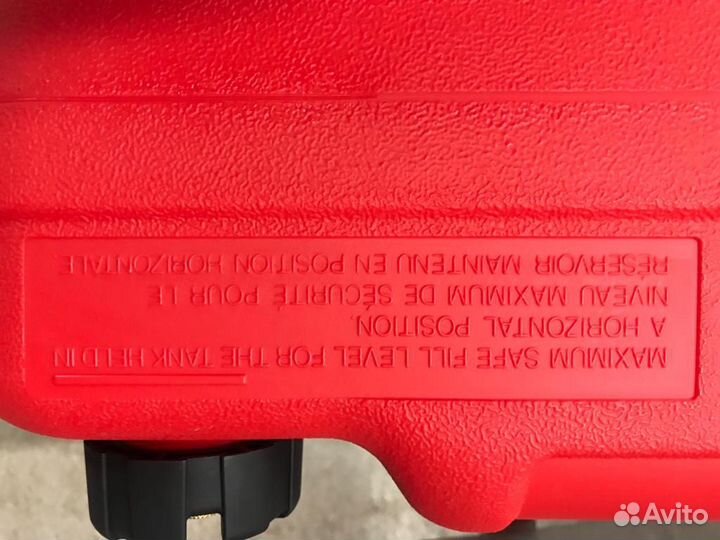 MAXIMUM SAFE FILL LEVEL FOR THE TANK HELD IN
A HORIZONTAL POSITION.
NIVEAU MAXIMUM DE SÉCURITÉ POUR LE
RÉSERVOIR MAINTENU EN POSITION HORIZONTALE.
Avito